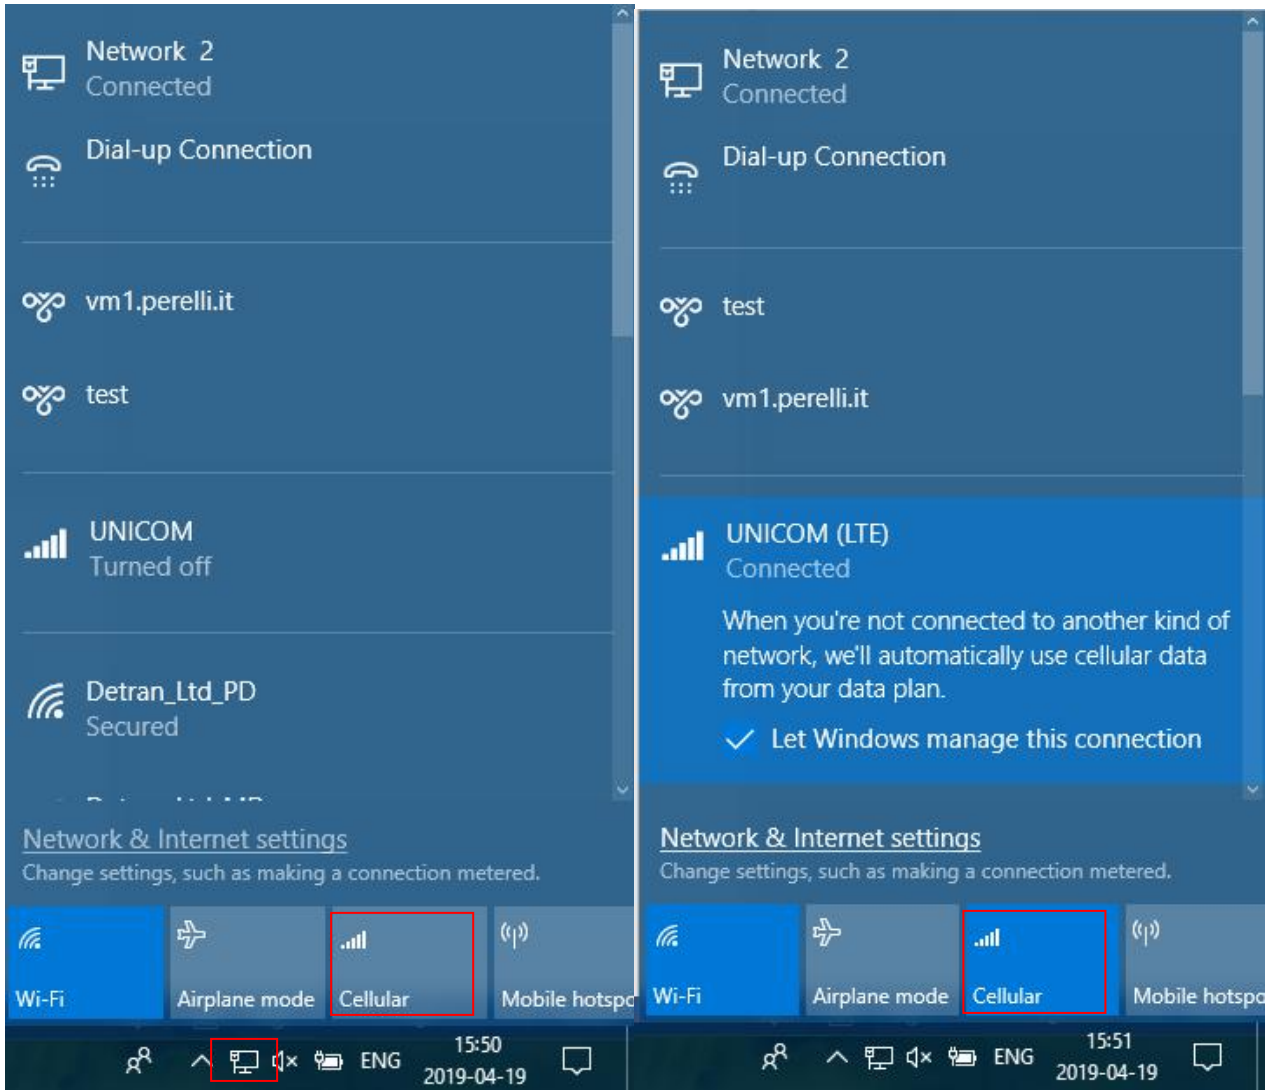 Network 2
Connected
Dial-up Connection
vm1.perelli.it
test
UNICOM
Turned off
Detran_Ltd_PD
Secured
Network & Internet settings
Change settings, such as making a connection metered.
Wi-Fi
Airplane mode
Cellular
Mobile hotspo
ENG
15:50
2019-04-19
Network 2
Connected
Dial-up Connection
test
vm1.perelli.it
UNICOM (LTE)
Connected
When you're not connected to another kind of
network, we'll automatically use cellular data
from your data plan.
Let Windows manage this connection
Network & Internet settings
Change settings, such as making a connection metered.
Wi-Fi
Airplane mode
Cellular
Mobile hotspo
ENG
15:51
2019-04-19